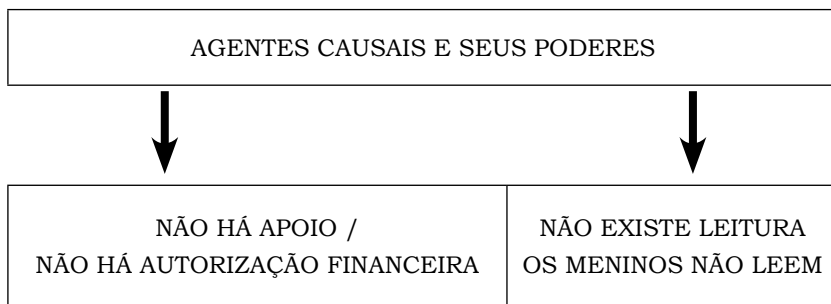 AGENTES CAUSAIS E SEUS PODERES
NÃO HÁ APOIO /
NÃO HÁ AUTORIZAÇÃO FINANCEIRA
NÃO EXISTE LEITURA
OS MENINOS NÃO LEEM